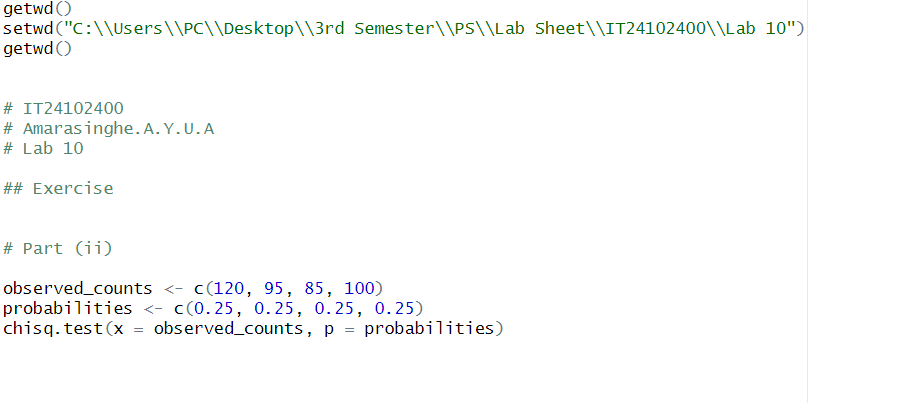 getwd()
setwd("C:\\Users\\PC\\Desktop\\3rd Semester\\PS\\Lab Sheet\\IT24102400\\Lab 10")
getwd()
# IT24102400
# Amarasinghe.A.Y.U.A
# Lab 10
## Exercise
# Part (ii)
observed_counts <- c(120, 95, 85, 100)
probabilities <- c(0.25, 0.25, 0.25, 0.25)
chisq.test(x = observed_counts, p = probabilities)